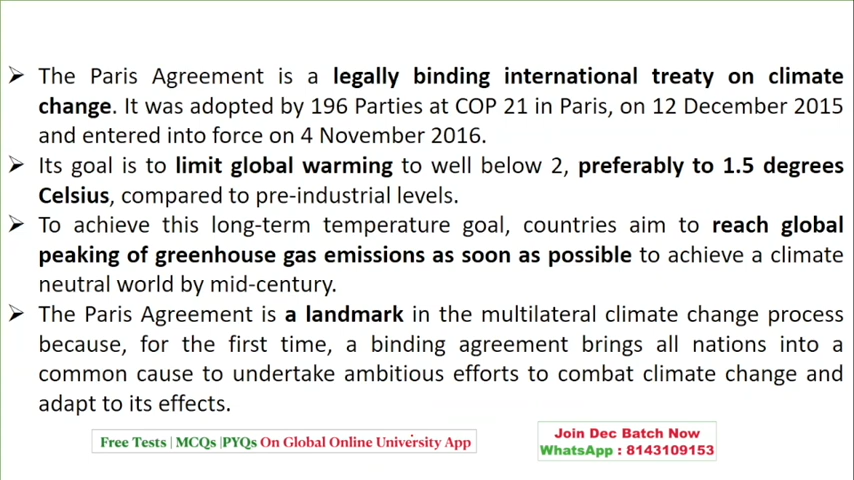 ➢ The Paris Agreement is a legally binding international treaty on climate
change. It was adopted by 196 Parties at COP 21 in Paris, on 12 December 2015
and entered into force on 4 November 2016.
➢ Its goal is to limit global warming to well below 2, preferably to 1.5 degrees
Celsius, compared to pre-industrial levels.
➢ To achieve this long-term temperature goal, countries aim to reach global
peaking of greenhouse gas emissions as soon as possible to achieve a climate
neutral world by mid-century.
➢ The Paris Agreement is a landmark in the multilateral climate change process
because, for the first time, a binding agreement brings all nations into a
common cause to undertake ambitious efforts to combat climate change and
adapt to its effects.
Free Tests | MCQs |PYQs On Global Online University App
Join Dec Batch Now
WhatsApp : 8143109153